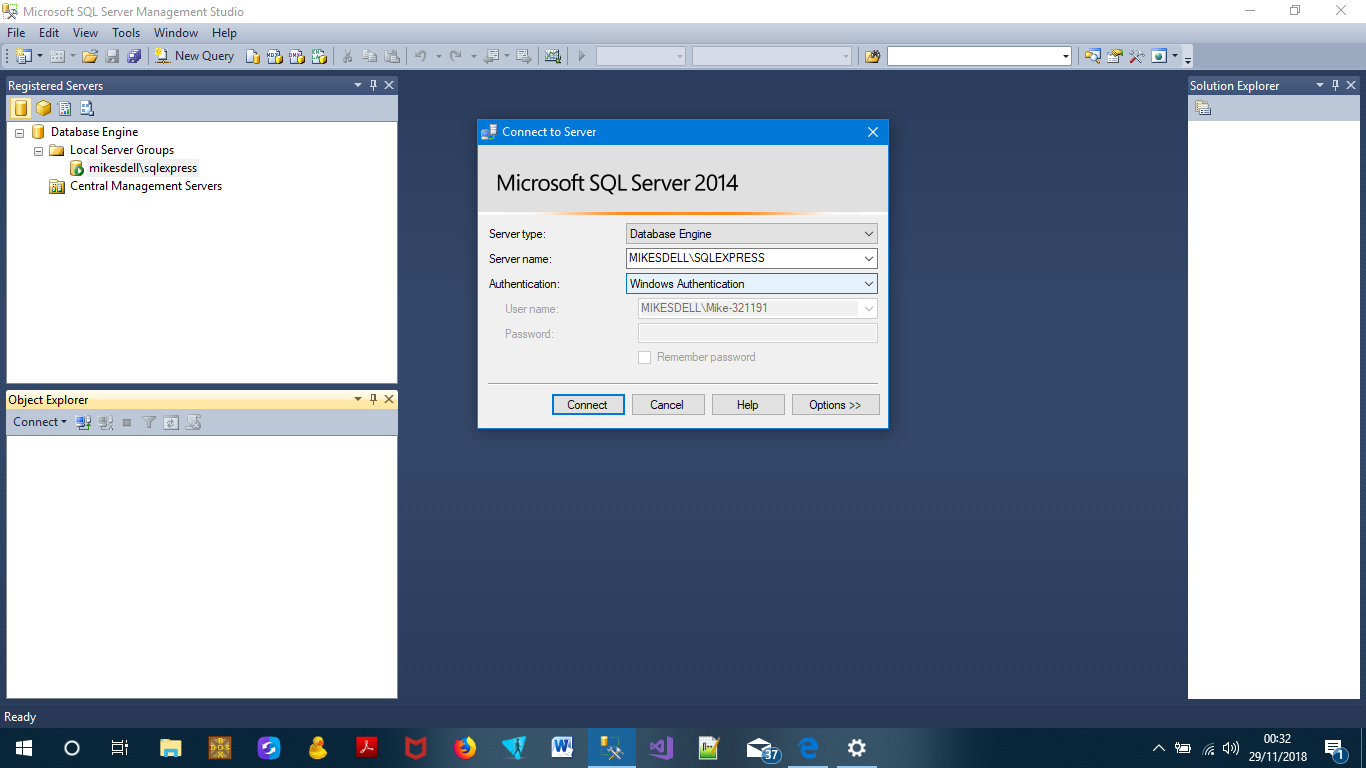 Microsoft SQL Server Management Studio
File Edit View Tools Window Help
New Query
Registered Servers
Database Engine
Local Server Groups
mikesdell\sqlexpress
Central Management Servers
Object Explorer
Connect
Solution Explorer
Connect to Server
Microsoft SQL Server 2014
Server type: Database Engine
Server name: MIKESDELL\SQLEXPRESS
Authentication: Windows Authentication
User name: MIKESDELL\Mike-321191
Password:
Remember password
Connect Cancel Help Options >>
Ready
37
00:32
29/11/2018
1